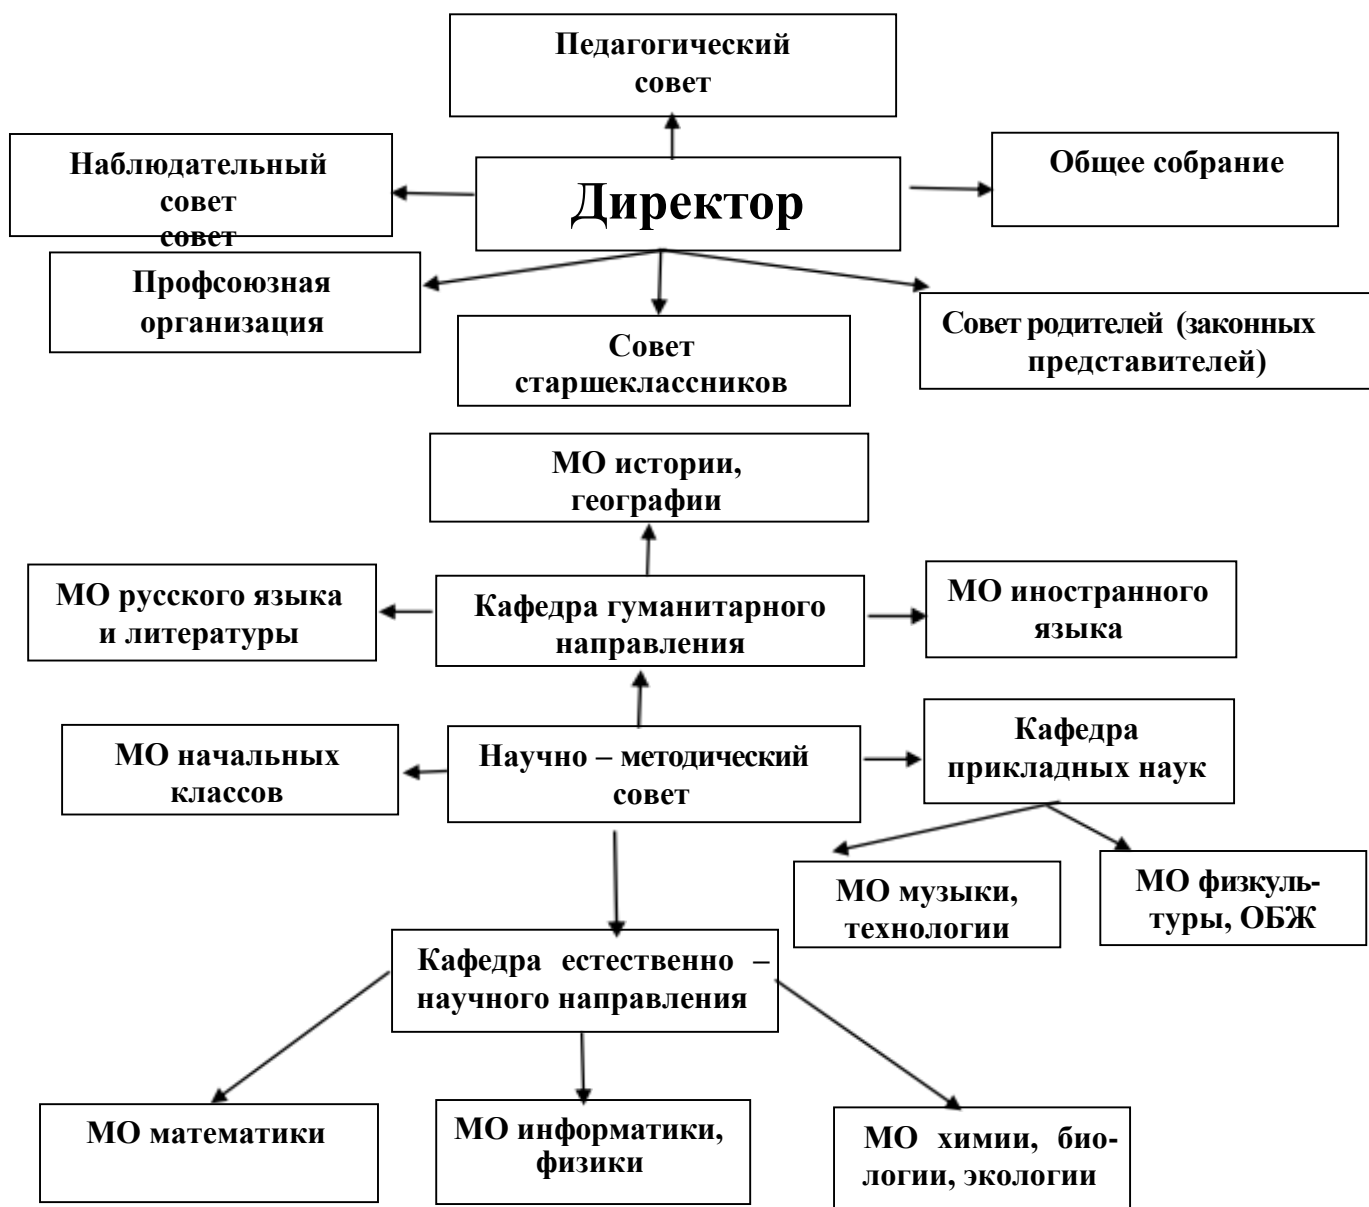 Педагогический
совет
Наблюдательный
совет
совет
Директор
Общее собрание
Профсоюзная
организация
Совет
старшеклассников
Совет родителей (законных
представителей)
МО истории,
географии
МО русского языка
и литературы
Кафедра гуманитарного
направления
МО иностранного
языка
МО начальных
классов
Научно – методический
совет
Кафедра
прикладных наук
МО музыки,
технологии
МО физкуль-
туры, ОБЖ
Кафедра естественно –
научного направления
МО математики
МО информатики,
физики
МО химии, био-
логии, экологии